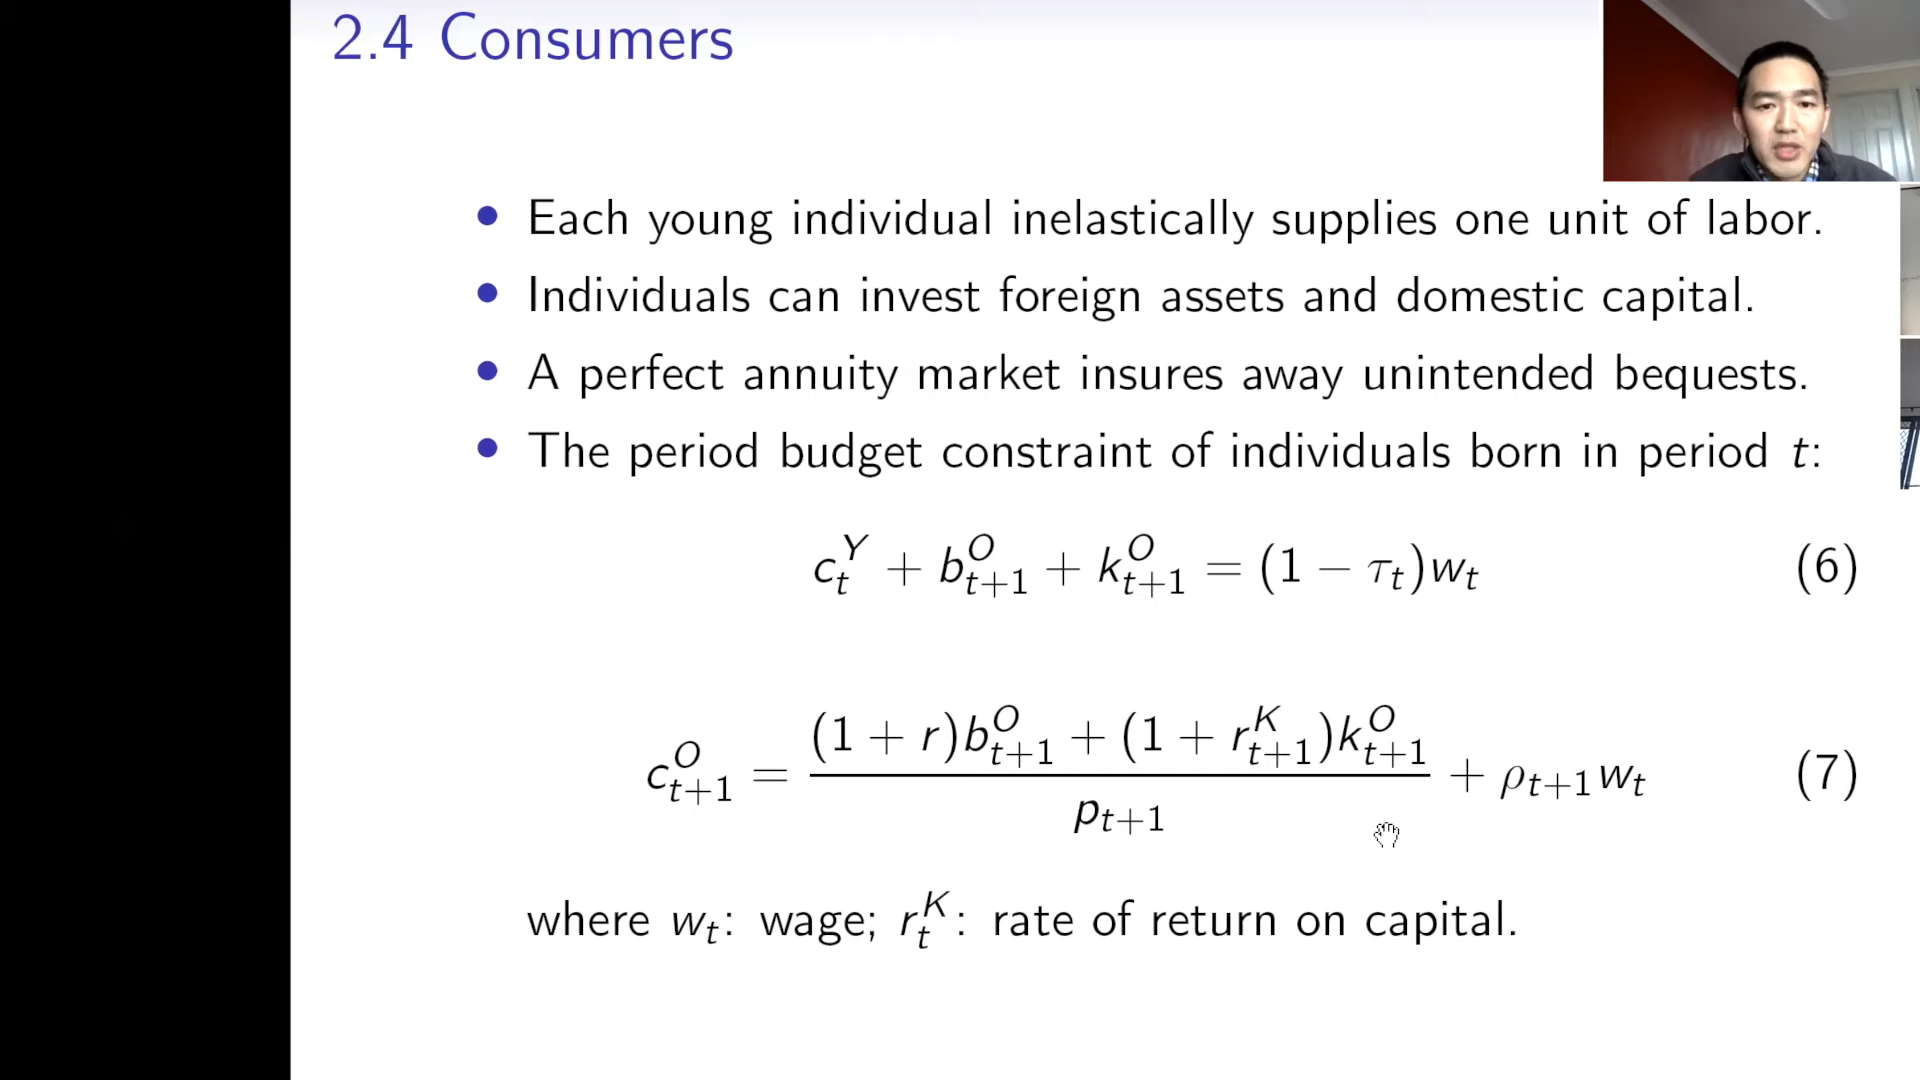 2.4 Consumers
• Each young individual inelastically supplies one unit of labor.
• Individuals can invest foreign assets and domestic capital.
• A perfect annuity market insures away unintended bequests.
• The period budget constraint of individuals born in period t:
c_t^Y + b_{t+1}^O + k_{t+1}^O = (1 − τ_t)w_t (6)
c_{t+1}^O = \frac{(1 + r)b_{t+1}^O + (1 + r_{t+1}^K)k_{t+1}^O}{p_{t+1}} + ρ_{t+1}w_t (7)
where w_t: wage; r_t^K: rate of return on capital.